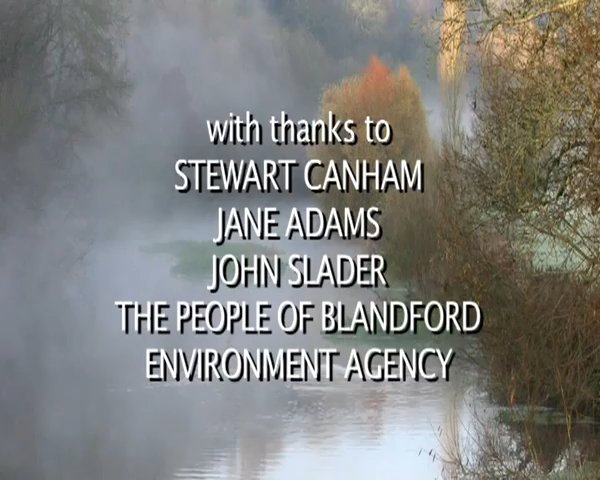 with thanks to
STEWART CANHAM
JANE ADAMS
JOHN SLADER
THE PEOPLE OF BLANDFORD
ENVIRONMENT AGENCY